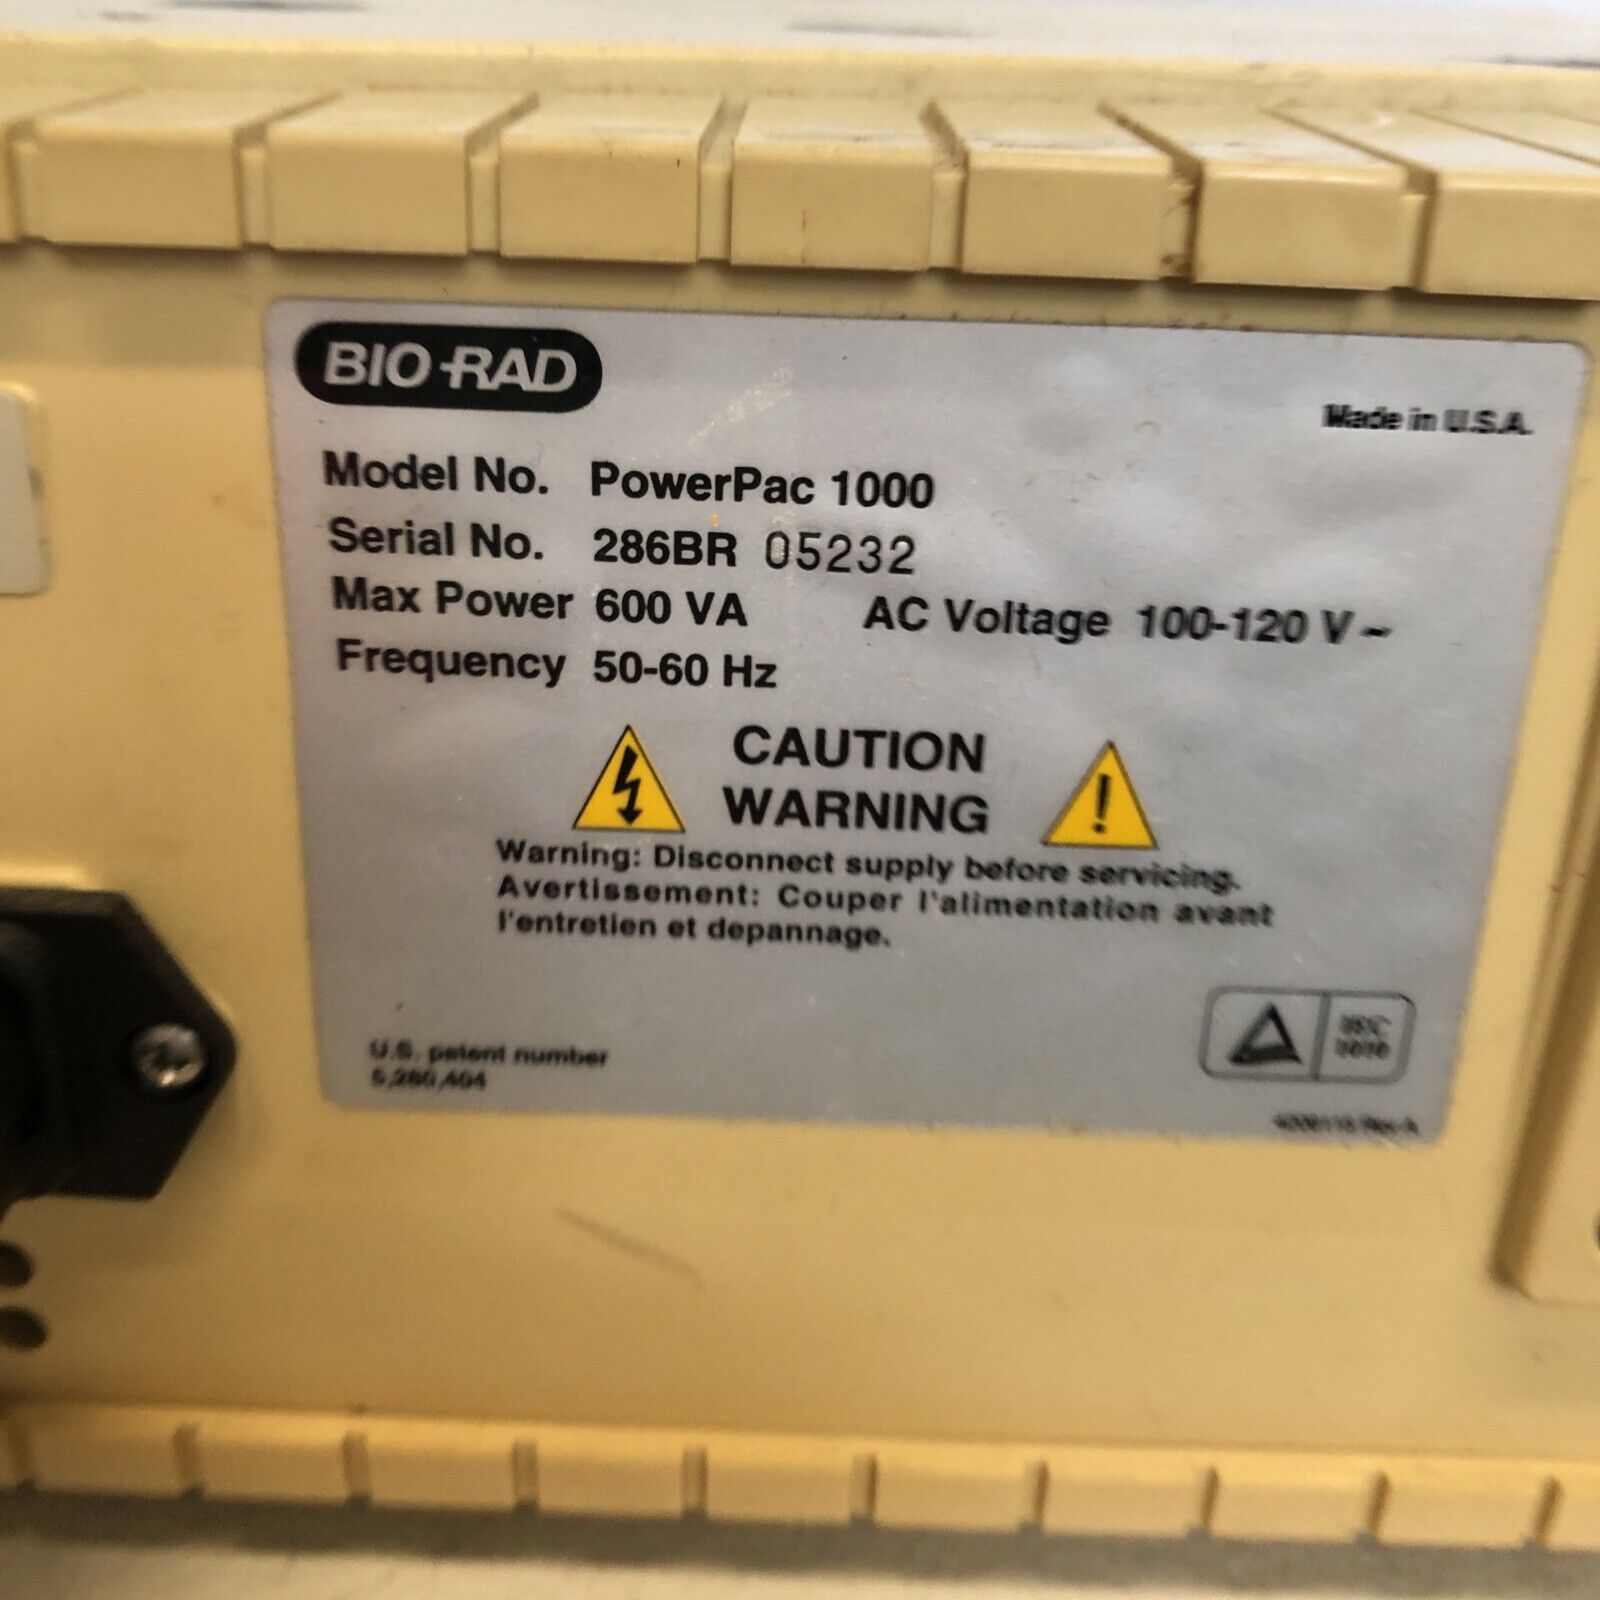 BIO-RAD
Made in U.S.A.
Model No. PowerPac 1000
Serial No. 286BR 05232
Max Power 600 VA AC Voltage 100-120 V~
Frequency 50-60 Hz
CAUTION
WARNING
Warning: Disconnect supply before servicing.
Avertissement: Couper l'alimentation avant
l'entretien et depannage.
U.S. patent number